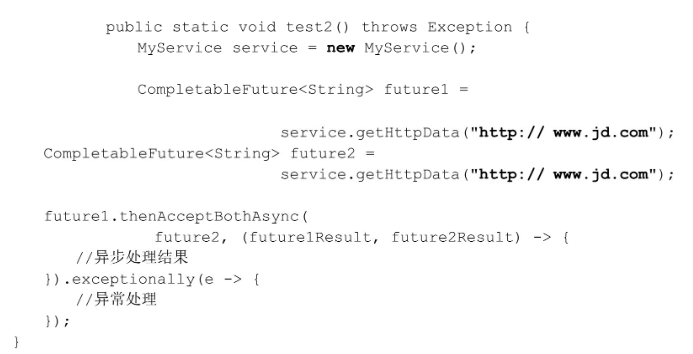 public static void test2() throws Exception {
MyService service = new MyService();
CompletableFuture<String> future1 =
service.getHttpData("http:// www.jd.com");
CompletableFuture<String> future2 =
service.getHttpData("http:// www.jd.com");
future1.thenAcceptBothAsync(
future2, (future1Result, future2Result) -> {
//异步处理结果
}).exceptionally(e -> {
//异常处理
});
}